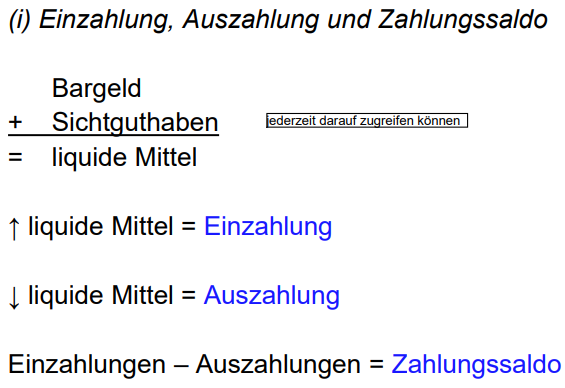 (i) Einzahlung, Auszahlung und Zahlungssaldo
Bargeld
+ Sichtguthaben jederzeit darauf zugreifen können
= liquide Mittel
↑ liquide Mittel = Einzahlung
↓ liquide Mittel = Auszahlung
Einzahlungen – Auszahlungen = Zahlungssaldo